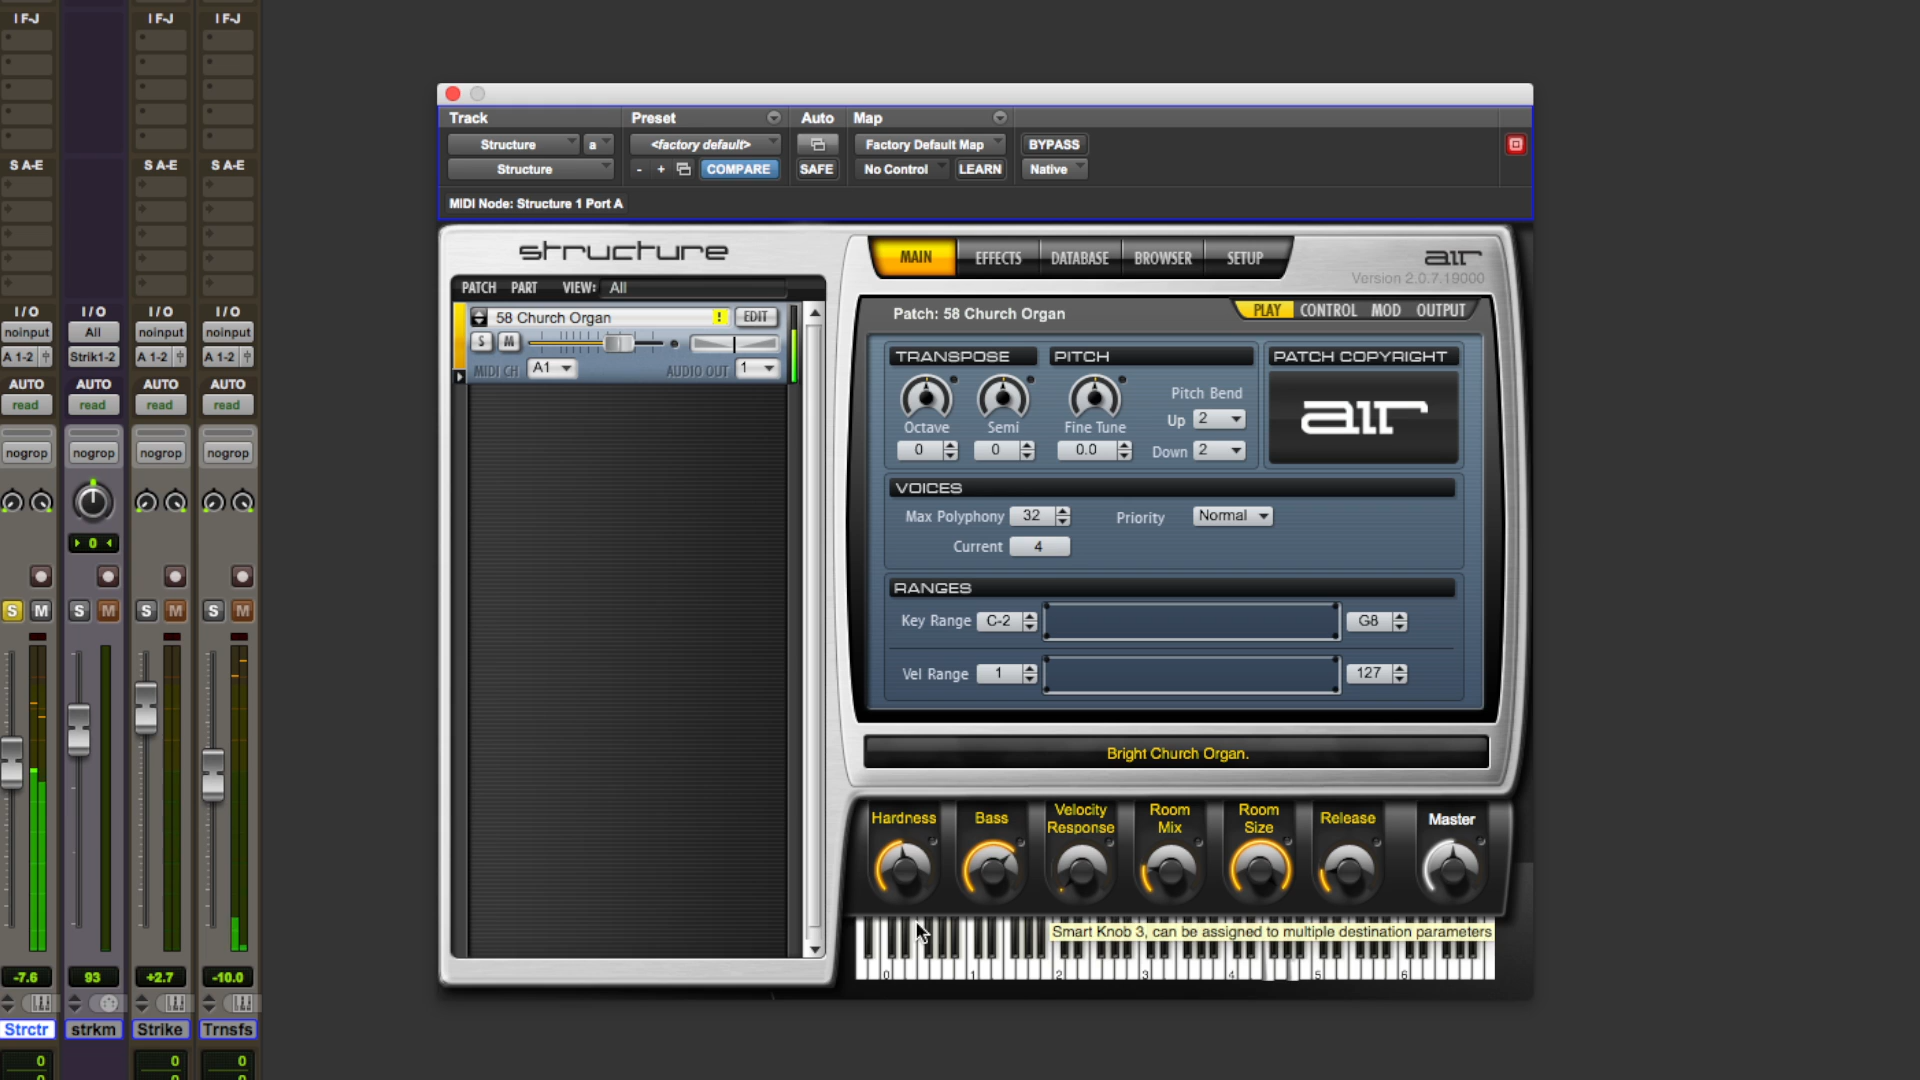 I F-J I F-J I F-J
S A-E S A-E S A-E
I / O I / O I / O I / O
noinput All noinput noinput
A 1-2 Strik1-2 A 1-2 A 1-2
AUTO AUTO AUTO AUTO
read read read read
nogrop nogrop nogrop nogrop
0
S M S M S M S M
-7.6 93 +2.7 -10.0
Strctr strkm Strike Trnsfs
0 0 0
Track Preset Auto Map
Structure a <factory default> Factory Default Map BYPASS
Structure - + COMPARE SAFE No Control LEARN Native
MIDI Node: Structure 1 Port A
structure
PATCH PART VIEW: All
58 Church Organ ! EDIT
S M
MIDI CH A1 AUDIO OUT 1
MAIN EFFECTS DATABASE BROWSER SETUP
air
Version 2.0.7.19000
Patch: 58 Church Organ PLAY CONTROL MOD OUTPUT
TRANSPOSE PITCH PATCH COPYRIGHT
Pitch Bend
Octave Semi Fine Tune Up 2
0 0 0.0 Down 2
air
VOICES
Max Polyphony 32 Priority Normal
Current 4
RANGES
Key Range C-2 G8
Vel Range 1 127
Bright Church Organ.
Hardness Bass Velocity Response Room Mix Room Size Release Master
Smart Knob 3, can be assigned to multiple destination parameters
0 1 2 3 4 5 6